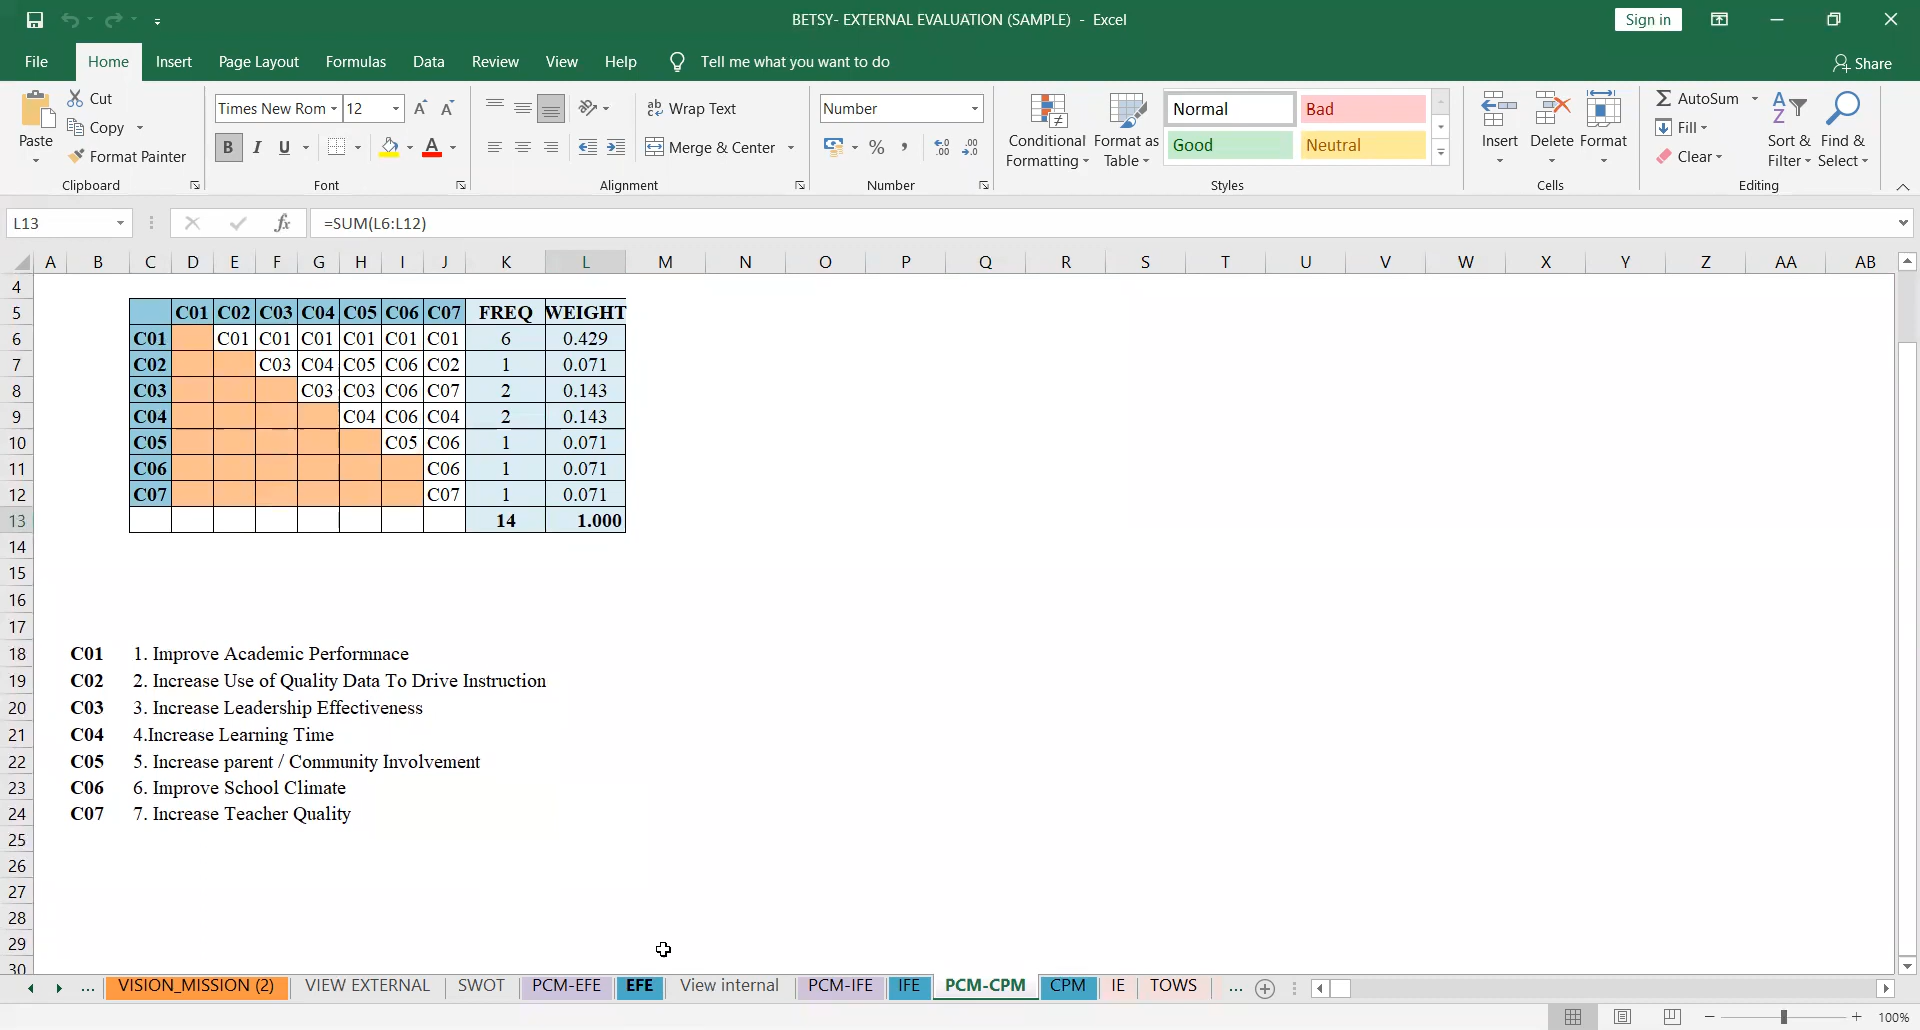 BETSY- EXTERNAL EVALUATION (SAMPLE) - Excel
Sign in
File Home Insert Page Layout Formulas Data Review View Help Tell me what you want to do Share
Paste
Cut
Copy
Format Painter
Clipboard
Times New Rom 12
B I U A
Font
Wrap Text
Merge & Center
Alignment
Number
% ,
Number
Conditional Formatting
Format as Table
Normal Bad
Good Neutral
Styles
Insert Delete Format
Cells
AutoSum
Fill
Clear
Sort & Filter
Find & Select
Editing
L13 fx =SUM(L6:L12)
A B C D E F G H I J K L M N O P Q R S T U V W X Y Z AA AB
4
5 C01 C02 C03 C04 C05 C06 C07 FREQ WEIGHT
6 C01 C01 C01 C01 C01 C01 C01 6 0.429
7 C02 C03 C04 C05 C06 C02 1 0.071
8 C03 C03 C03 C06 C07 2 0.143
9 C04 C04 C06 C04 2 0.143
10 C05 C05 C06 1 0.071
11 C06 C06 1 0.071
12 C07 C07 1 0.071
13 14 1.000
14
15
16
17
18 C01 1. Improve Academic Performnace
19 C02 2. Increase Use of Quality Data To Drive Instruction
20 C03 3. Increase Leadership Effectiveness
21 C04 4.Increase Learning Time
22 C05 5. Increase parent / Community Involvement
23 C06 6. Improve School Climate
24 C07 7. Increase Teacher Quality
25
26
27
28
29
30
... VISION_MISSION (2) VIEW EXTERNAL SWOT PCM-EFE EFE View internal PCM-IFE IFE PCM-CPM CPM IE TOWS ...
100%